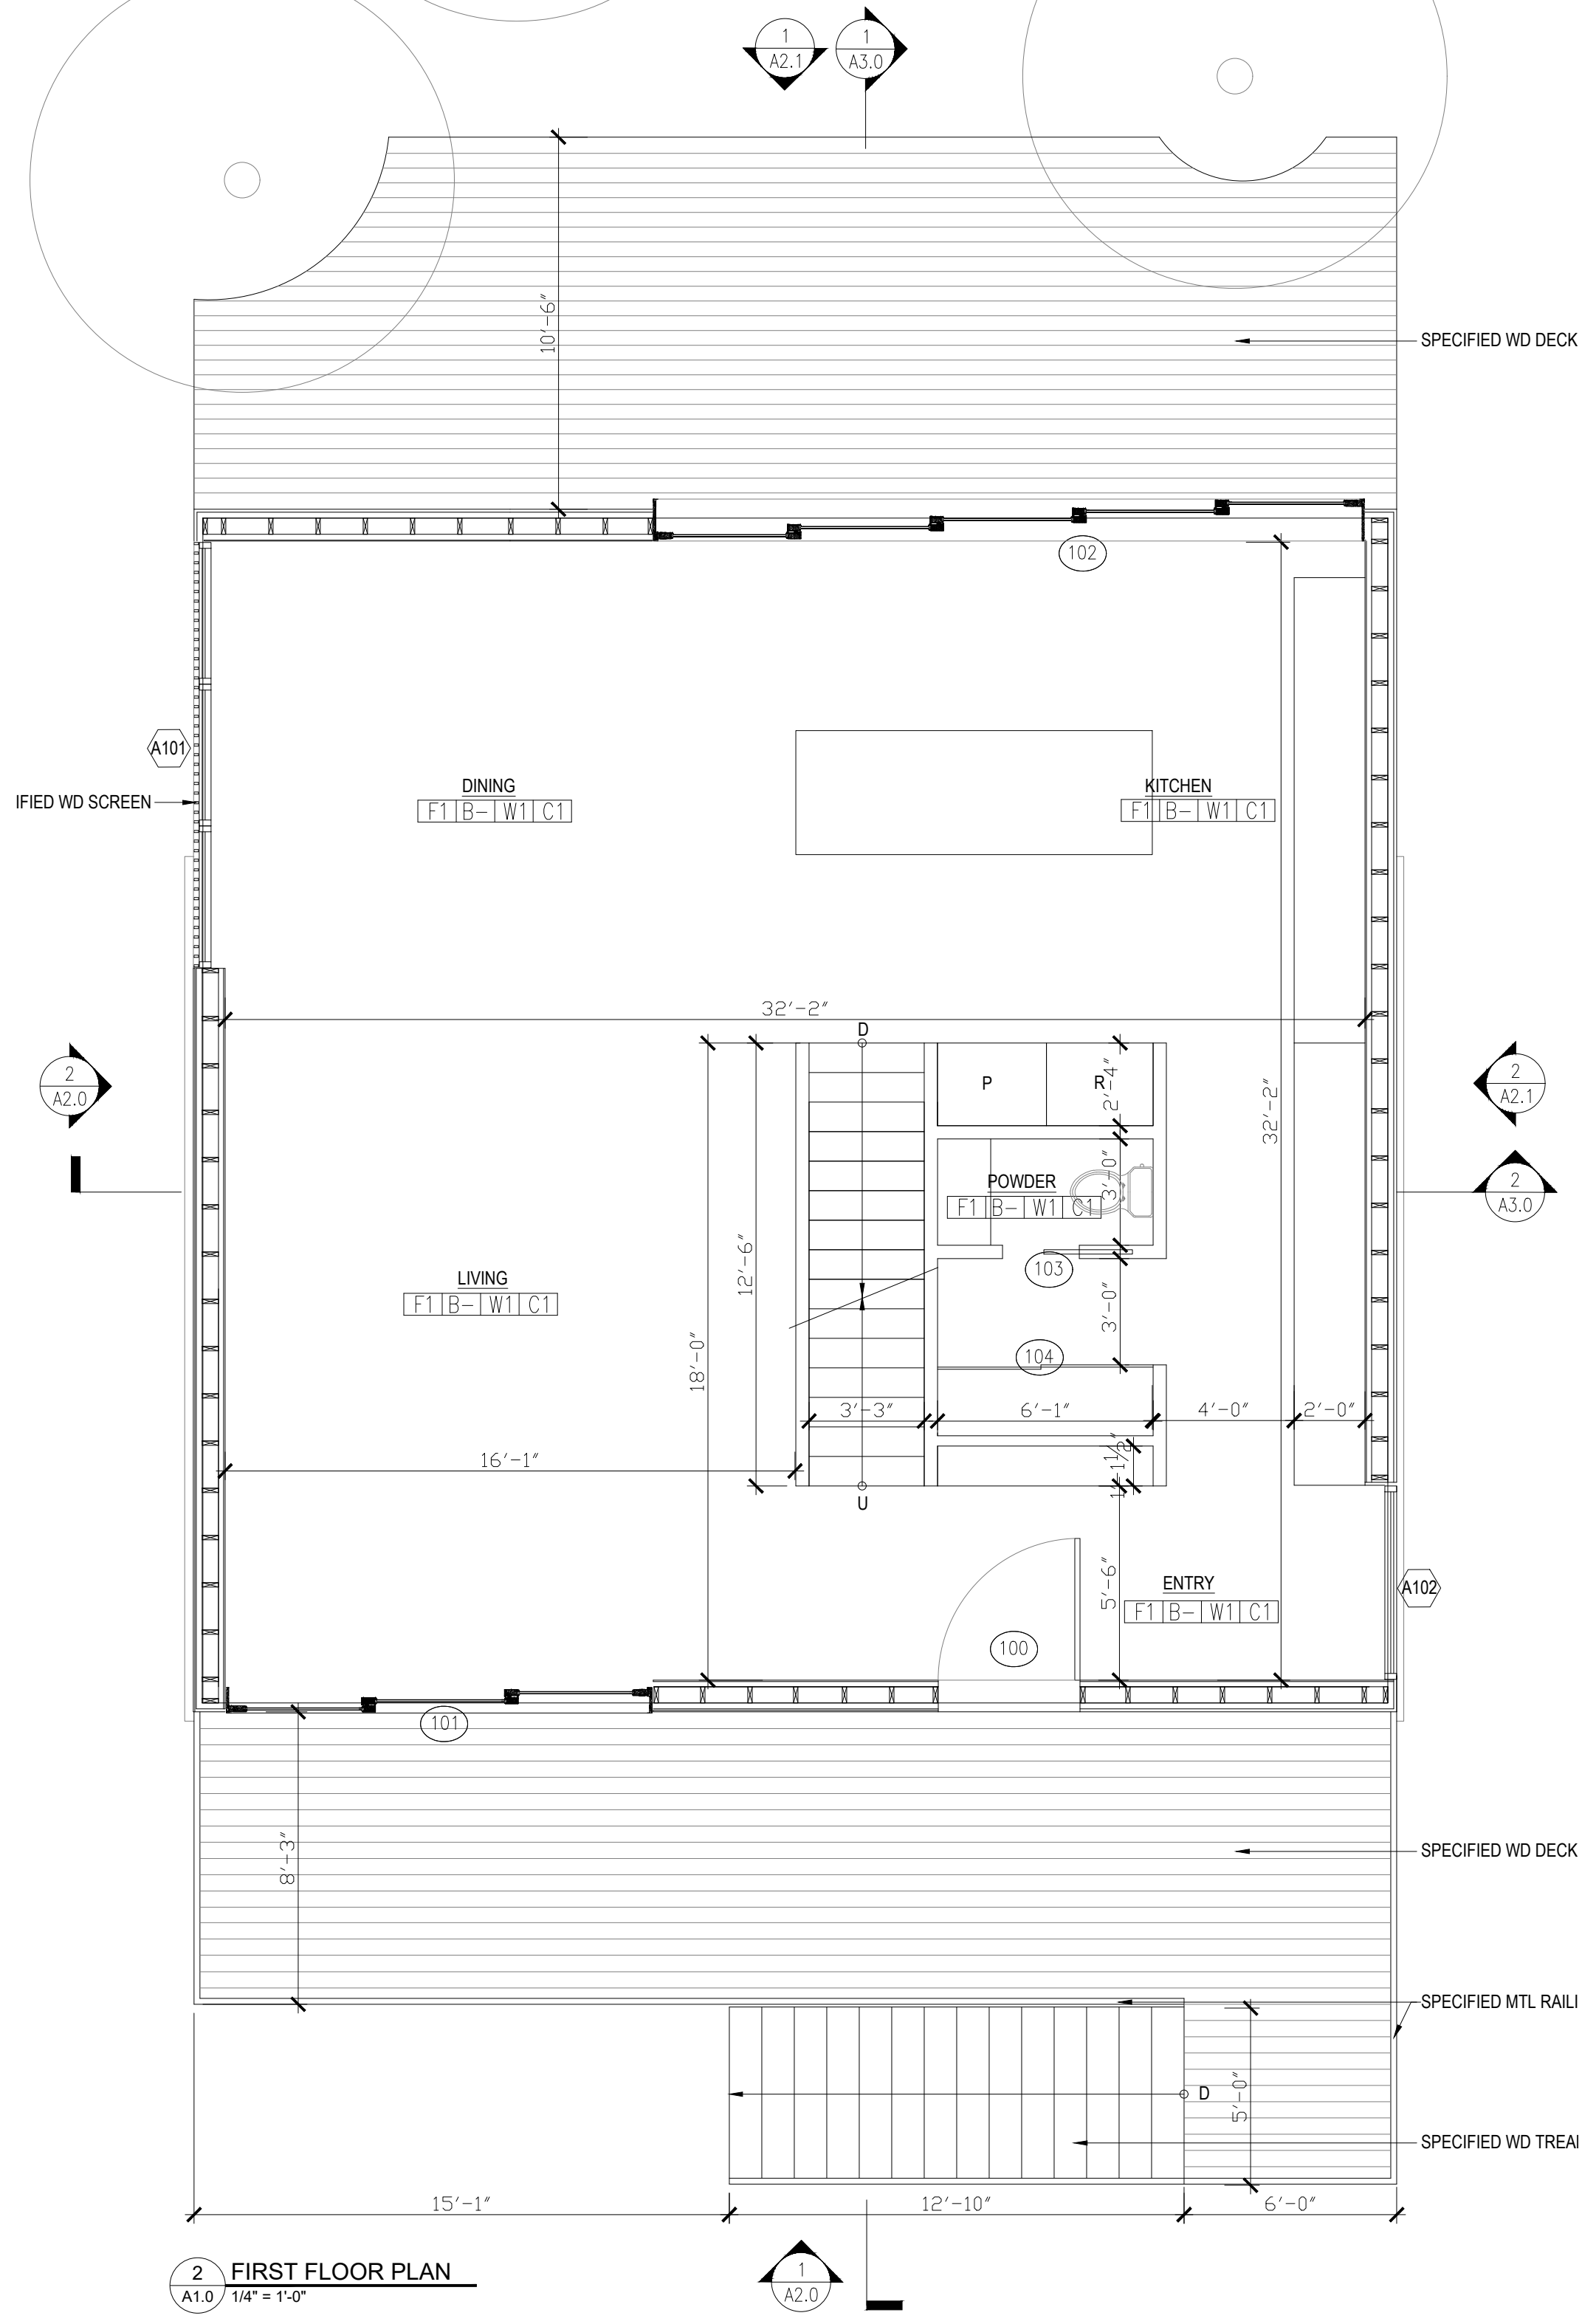 1
A2.1
1
A3.0
10'-6"
SPECIFIED WD DECK
102
A101
DINING
F1 B- W1 C1
KITCHEN
F1 B- W1 C1
IFIED WD SCREEN
32'-2"
D
2
A2.0
P
R
2'-4"
32'-2"
2
A2.1
POWDER
F1 B- W1 C1
3'-0"
2
A3.0
12'-6"
103
LIVING
F1 B- W1 C1
3'-0"
18'-0"
104
3'-3"
6'-1"
4'-0"
2'-0"
16'-1"
1'-1 1/2"
U
5'-6"
ENTRY
F1 B- W1 C1
A102
100
101
8'-3"
SPECIFIED WD DECK
SPECIFIED MTL RAILI
D
5'-0"
SPECIFIED WD TREA
15'-1"
12'-10"
6'-0"
2
A1.0
FIRST FLOOR PLAN
1/4" = 1'-0"
1
A2.0